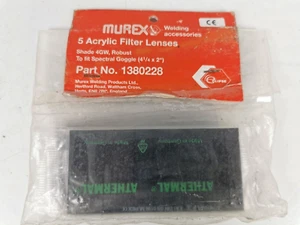 MUREX Welding
accessories
CE
5 Acrylic Filter Lenses
Shade 4GW, Robust
To fit Spectral Goggle (4¼ x 2")
Part No. 1380228
Murex Welding Products Ltd.,
Hertford Road, Waltham Cross,
Herts, EN8 7RP, England
ATHERMAL ATHERMAL